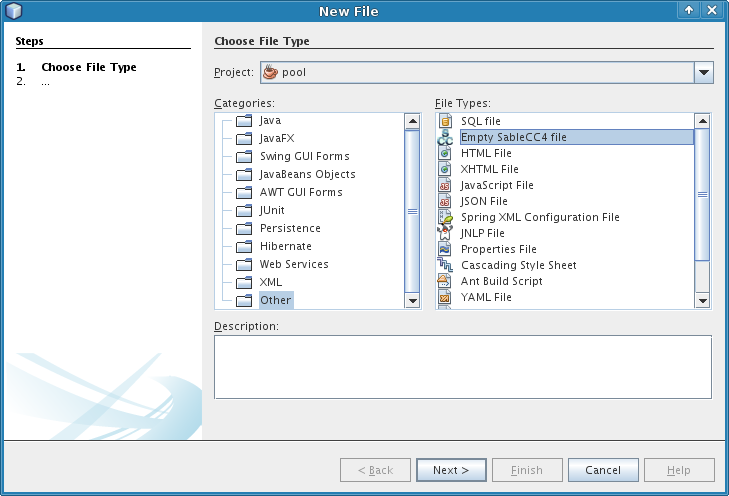 New File
Steps
1. Choose File Type
2. ...
Choose File Type
Project: pool
Categories:
Java
JavaFX
Swing GUI Forms
JavaBeans Objects
AWT GUI Forms
JUnit
Persistence
Hibernate
Web Services
XML
Other
File Types:
SQL file
Empty SableCC4 file
HTML File
XHTML File
JavaScript File
JSON File
Spring XML Configuration File
JNLP File
Properties File
Cascading Style Sheet
Ant Build Script
YAML File
Description:
< Back
Next >
Finish
Cancel
Help